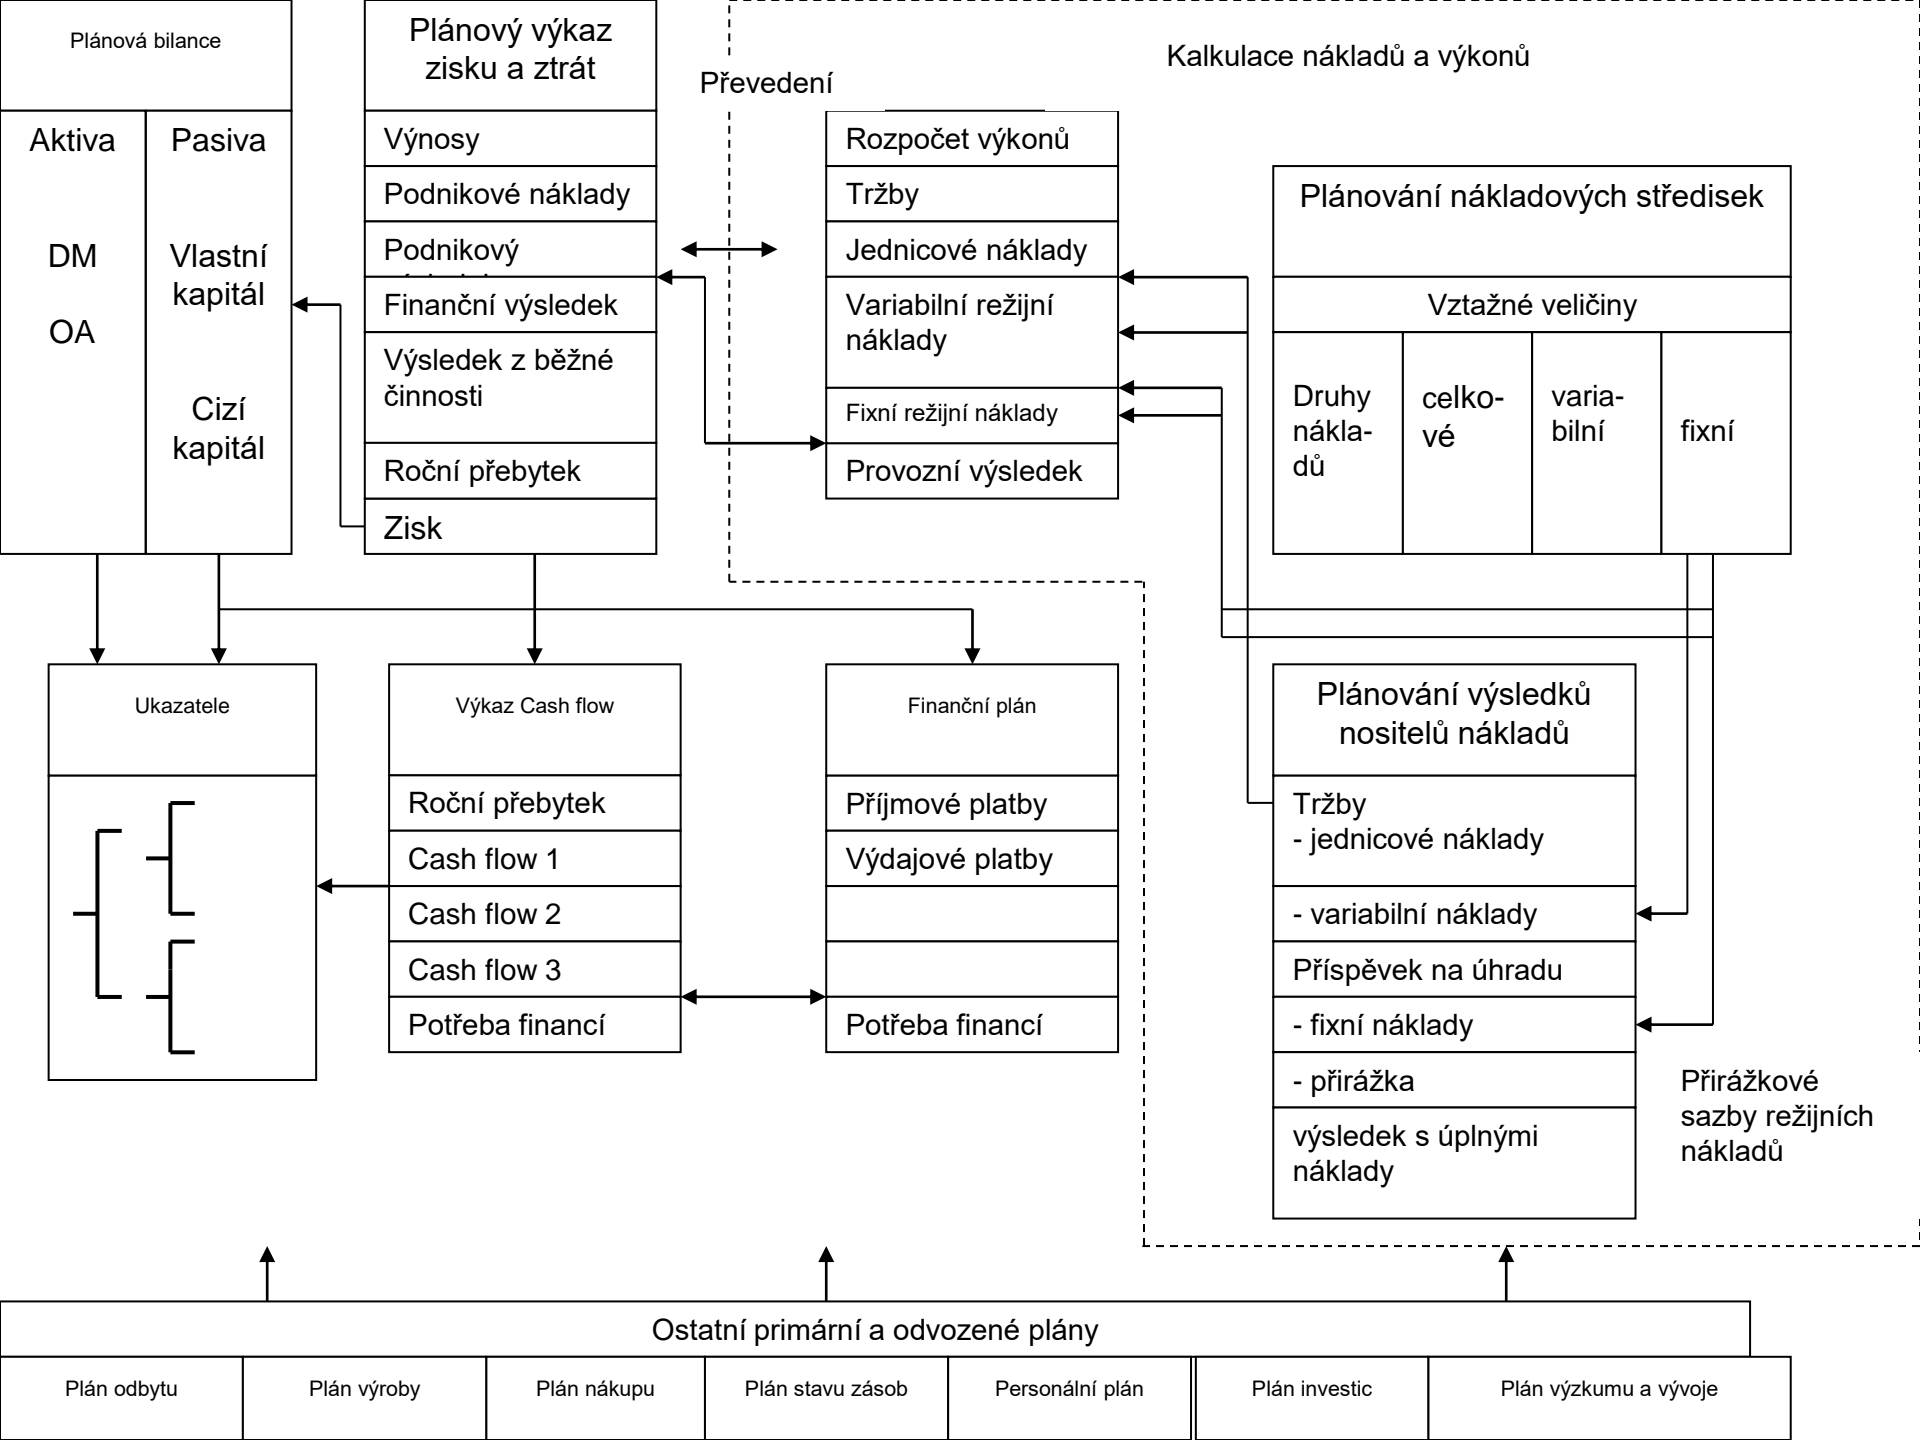 Plánová bilance
Aktiva
DM
OA
Pasiva
Vlastní
kapitál
Cizí
kapitál
Plánový výkaz
zisku a ztrát
Výnosy
Podnikové náklady
Podnikový
Finanční výsledek
Výsledek z běžné
činnosti
Roční přebytek
Zisk
Převedení
Kalkulace nákladů a výkonů
Rozpočet výkonů
Tržby
Jednicové náklady
Variabilní režijní
náklady
Fixní režijní náklady
Provozní výsledek
Plánování nákladových středisek
Vztažné veličiny
Druhy
nákla-
dů
celko-
vé
varia-
bilní
fixní
Ukazatele
Výkaz Cash flow
Roční přebytek
Cash flow 1
Cash flow 2
Cash flow 3
Potřeba financí
Finanční plán
Příjmové platby
Výdajové platby
Potřeba financí
Plánování výsledků
nositelů nákladů
Tržby
- jednicové náklady
- variabilní náklady
Příspěvek na úhradu
- fixní náklady
- přirážka
výsledek s úplnými
náklady
Přirážkové
sazby režijních
nákladů
Ostatní primární a odvozené plány
Plán odbytu
Plán výroby
Plán nákupu
Plán stavu zásob
Personální plán
Plán investic
Plán výzkumu a vývoje